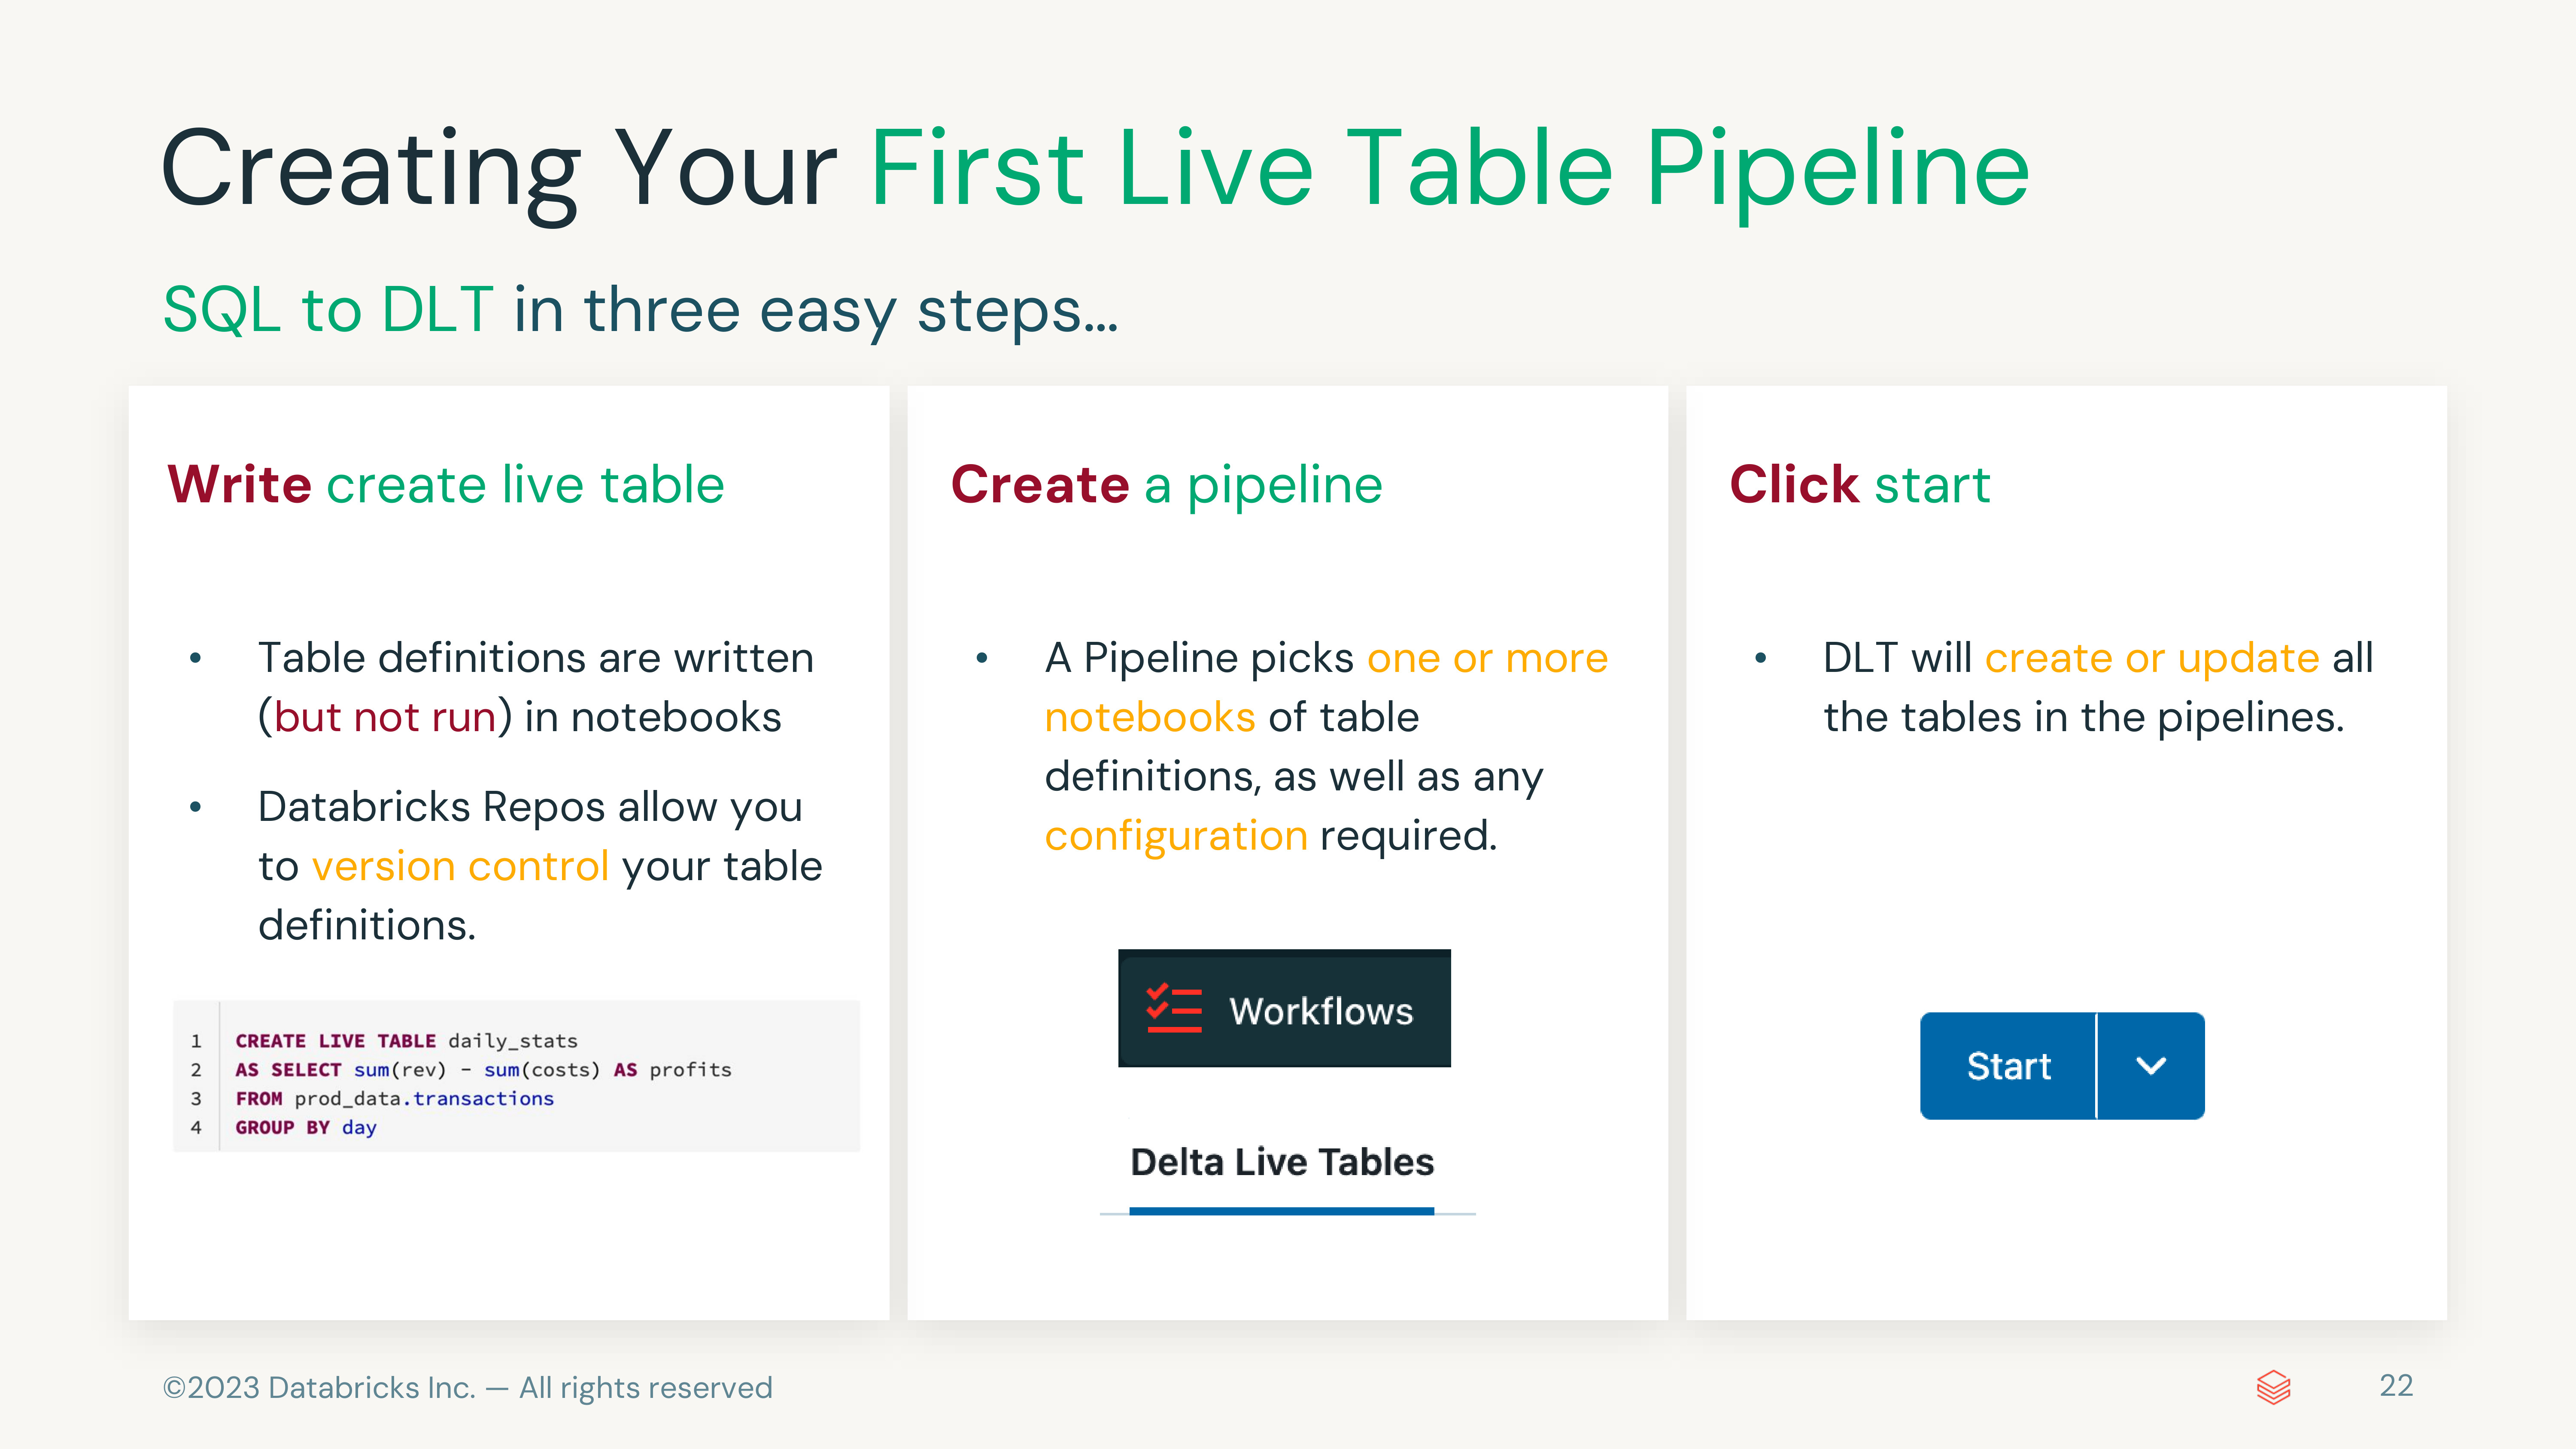 Creating Your First Live Table Pipeline
SQL to DLT in three easy steps...
Write create live table
• Table definitions are written
(but not run) in notebooks
• Databricks Repos allow you
to version control your table
definitions.
1 CREATE LIVE TABLE daily_stats
2 AS SELECT sum(rev) - sum(costs) AS profits
3 FROM prod_data.transactions
4 GROUP BY day
Create a pipeline
• A Pipeline picks one or more
notebooks of table
definitions, as well as any
configuration required.
Workflows
Delta Live Tables
Click start
• DLT will create or update all
the tables in the pipelines.
Start
©2023 Databricks Inc. — All rights reserved
22